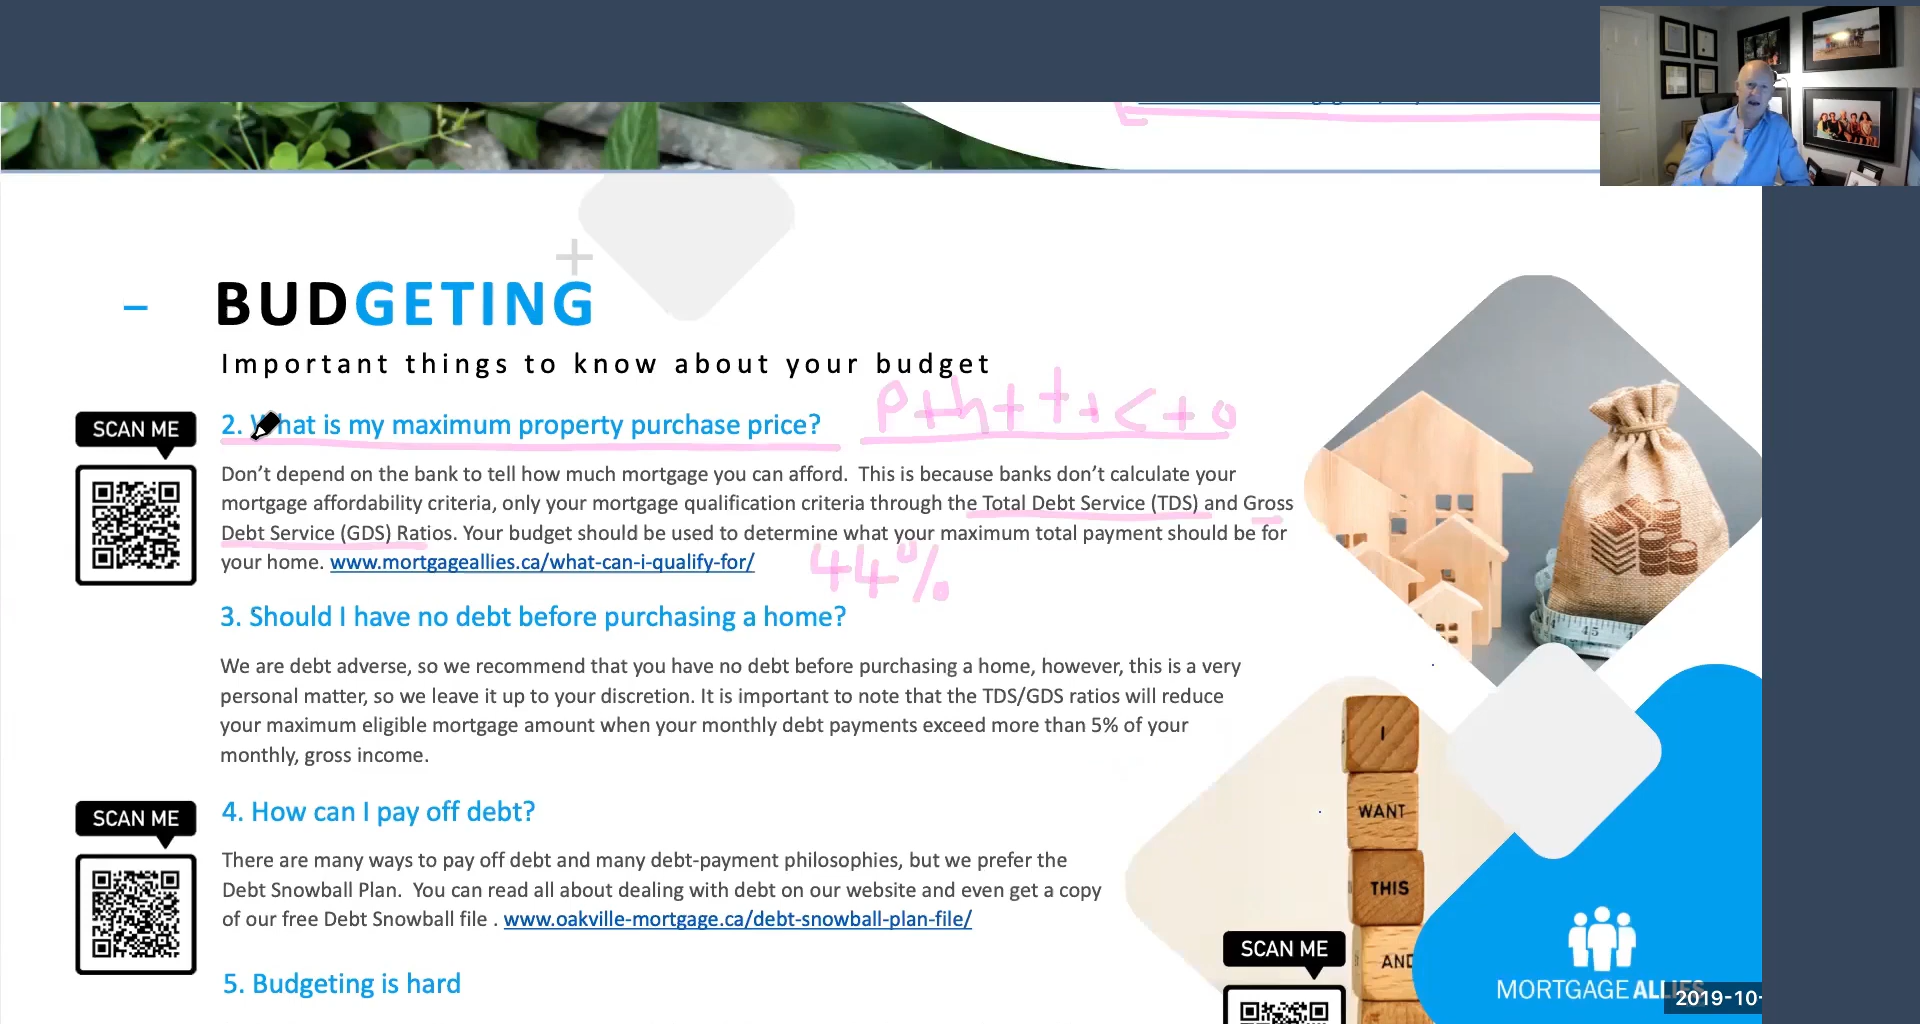 BUDGETING
Important things to know about your budget
P+h+t+c+o
SCAN ME
2. What is my maximum property purchase price?
Don’t depend on the bank to tell how much mortgage you can afford.  This is because banks don’t calculate your
mortgage affordability criteria, only your mortgage qualification criteria through the Total Debt Service (TDS) and Gross
Debt Service (GDS) Ratios. Your budget should be used to determine what your maximum total payment should be for
your home. www.mortgageallies.ca/what-can-i-qualify-for/
44%
3. Should I have no debt before purchasing a home?
We are debt adverse, so we recommend that you have no debt before purchasing a home, however, this is a very
personal matter, so we leave it up to your discretion. It is important to note that the TDS/GDS ratios will reduce
your maximum eligible mortgage amount when your monthly debt payments exceed more than 5% of your
monthly, gross income.
SCAN ME
4. How can I pay off debt?
There are many ways to pay off debt and many debt-payment philosophies, but we prefer the
Debt Snowball Plan.  You can read all about dealing with debt on our website and even get a copy
of our free Debt Snowball file . www.oakville-mortgage.ca/debt-snowball-plan-file/
5. Budgeting is hard
I
WANT
THIS
AND
SCAN ME
MORTGAGE ALLIES
2019-10-